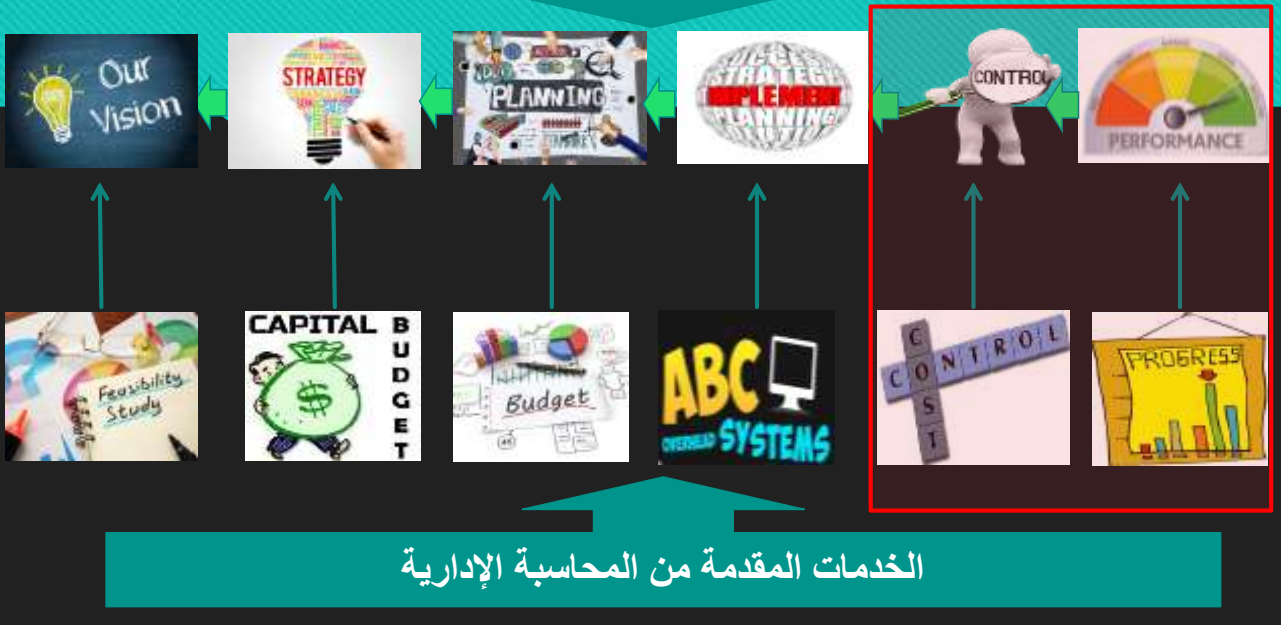 Our
Vision
STRATEGY
PLANNING
STRATEGY
IMPLEMENT
PLANNING
CONTROL
PERFORMANCE
Feasibility
Study
CAPITAL
BUDGET
Budget
ABC
OVERHEAD SYSTEMS
CONTROL
COST
PROGRESS
الخدمات المقدمة من المحاسبة الإدارية